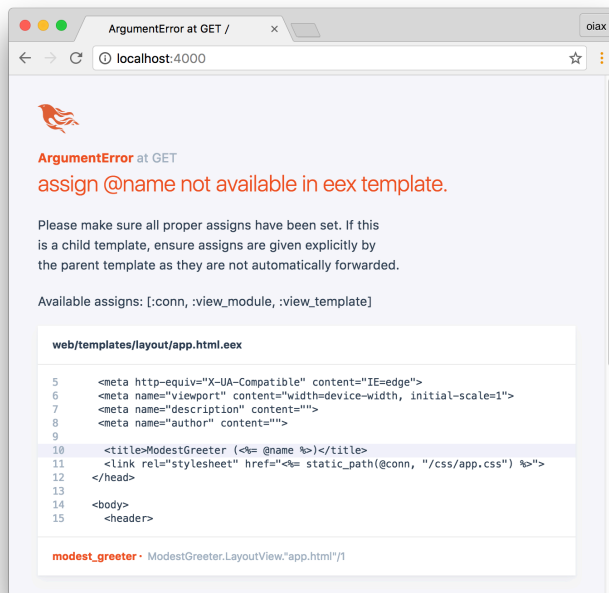 ArgumentError at GET /
oiax
localhost:4000
ArgumentError at GET
assign @name not available in eex template.
Please make sure all proper assigns have been set. If this
is a child template, ensure assigns are given explicitly by
the parent template as they are not automatically forwarded.
Available assigns: [:conn, :view_module, :view_template]
web/templates/layout/app.html.eex
5 <meta http-equiv="X-UA-Compatible" content="IE=edge">
6 <meta name="viewport" content="width=device-width, initial-scale=1">
7 <meta name="description" content="">
8 <meta name="author" content="">
9
10 <title>ModestGreeter (<%= @name %>)</title>
11 <link rel="stylesheet" href="<%= static_path(@conn, "/css/app.css") %>">
12 </head>
13
14 <body>
15 <header>
modest_greeter · ModestGreeter.LayoutView."app.html"/1